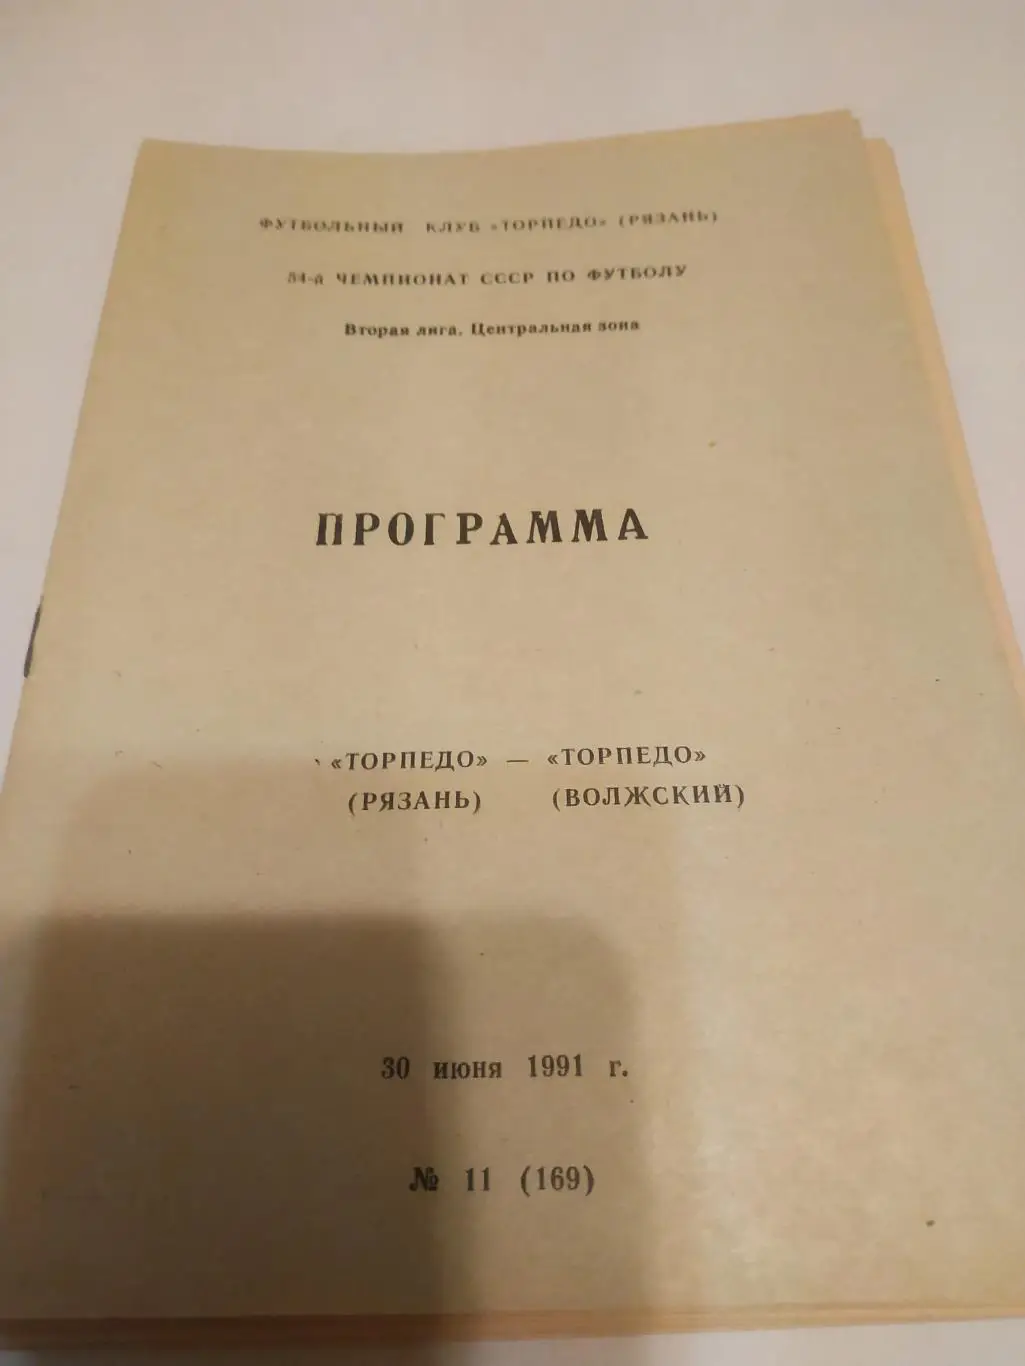 ФУТБОЛЬНЫЙ КЛУБ «ТОРПЕДО» (РЯЗАНЬ)
54-й ЧЕМПИОНАТ СССР ПО ФУТБОЛУ
Вторая лига. Центральная зона
ПРОГРАММА
«ТОРПЕДО» — «ТОРПЕДО»
(РЯЗАНЬ) (ВОЛЖСКИЙ)
30 июня 1991 г.
№ 11 (169)